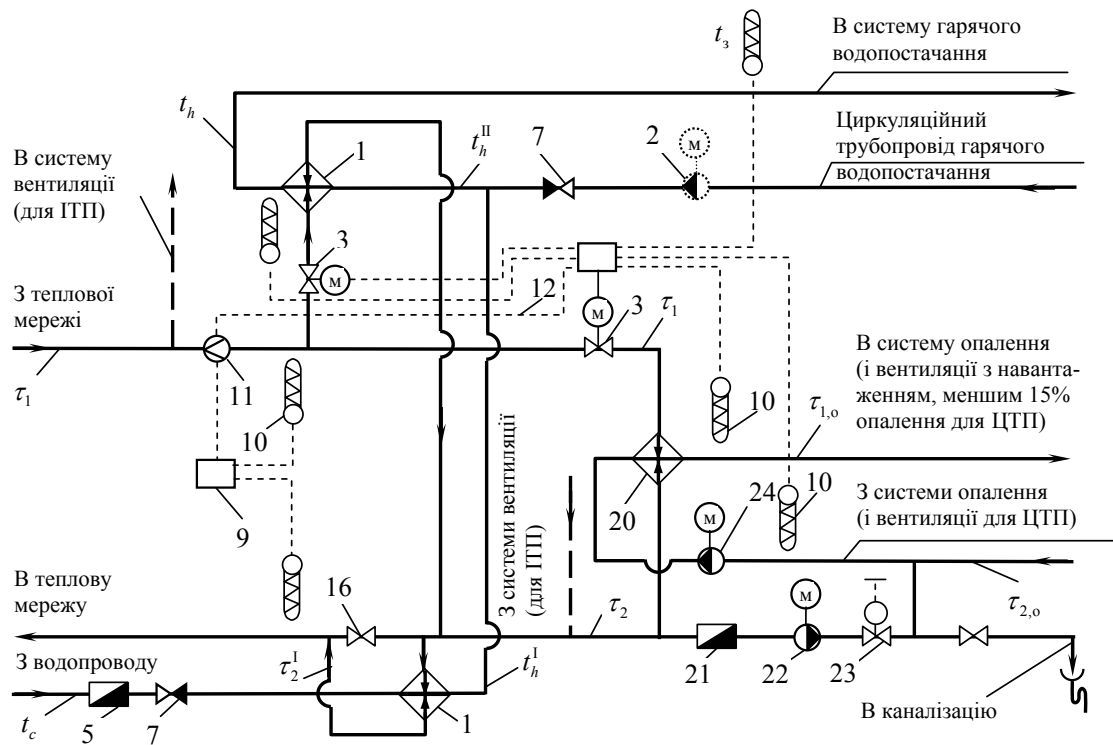 t_з
В систему гарячого
водопостачання
t_h
В систему
вентиляції
(для ІТП)
1
t_h^II
7
2
М
Циркуляційний
трубопровід гарячого
водопостачання
3
М
12
М
3
τ_1
З теплової
мережі
τ_1
11
10
9
10
В систему опалення
(і вентиляції з наванта-
женням, меншим 15%
опалення для ЦТП)
τ_1,о
20
24
М
10
З системи опалення
(і вентиляції для ЦТП)
З системи вентиляції
(для ІТП)
В теплову
мережу
16
τ_2
М
τ_2,о
З водопроводу
τ_2^I
t_h^I
21
22
23
t_c
5
7
1
В каналізацію